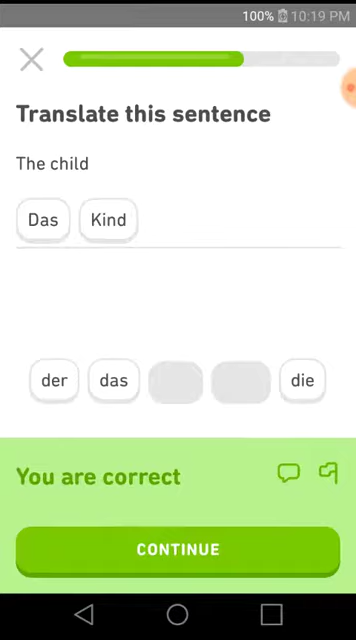 100% 10:19 PM
Translate this sentence
The child
Das Kind
der das die
You are correct
CONTINUE